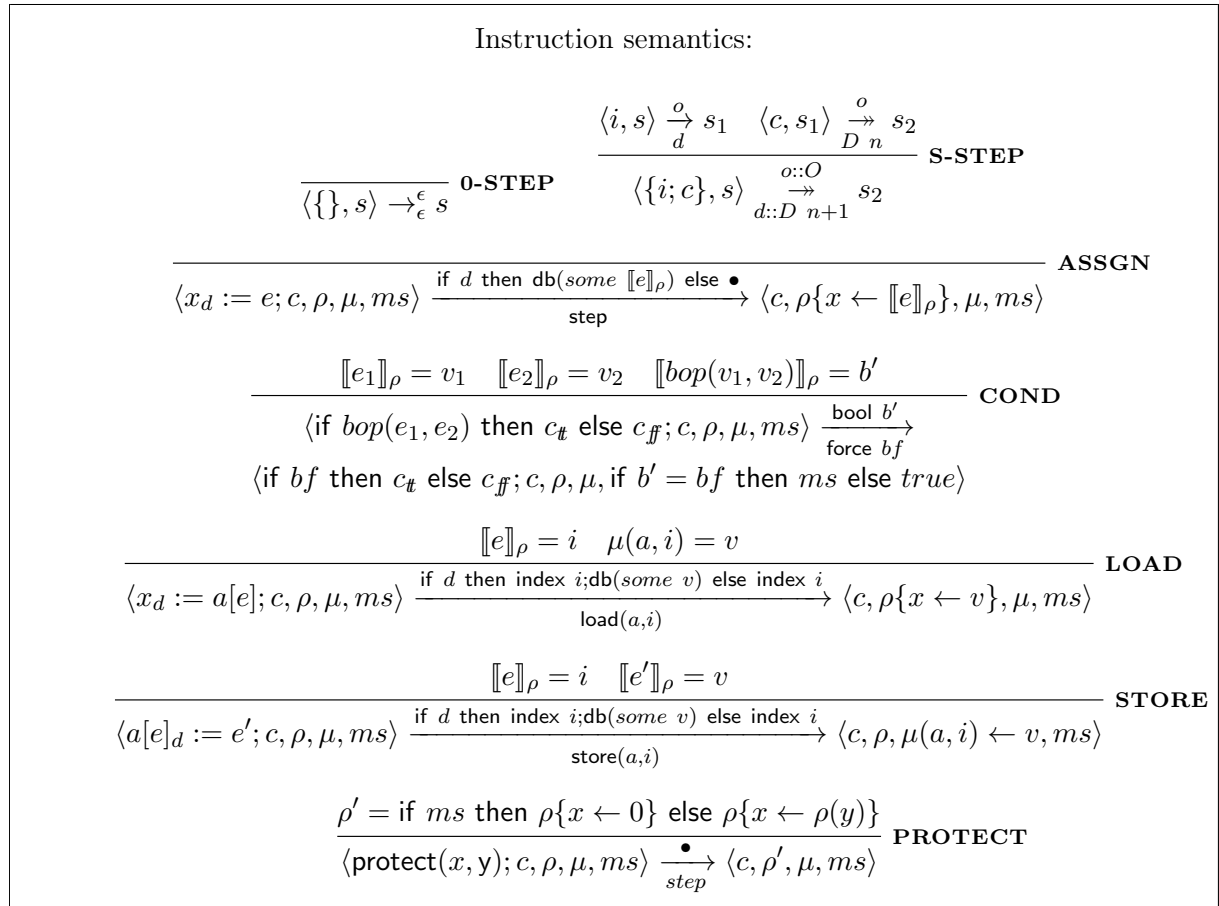 Instruction semantics:
⟨{}, s⟩ →^ϵ_ϵ s 0-STEP
⟨i, s⟩ →^o_d s₁ ⟨c, s₁⟩ ↠^o_{D n} s₂
⟨{i; c}, s⟩ ↠^{o::O}_{d::D n+1} s₂ S-STEP
ASSGN
⟨x_d := e; c, ρ, μ, ms⟩ —[if d then db(some ⟦e⟧_ρ) else •]→_{step} ⟨c, ρ{x ← ⟦e⟧_ρ}, μ, ms⟩
⟦e₁⟧_ρ = v₁ ⟦e₂⟧_ρ = v₂ ⟦bop(v₁, v₂)⟧_ρ = b′
COND
⟨if bop(e₁, e₂) then c_tt else c_ff; c, ρ, μ, ms⟩ —[bool b′]→_{force bf}
⟨if bf then c_tt else c_ff; c, ρ, μ, if b′ = bf then ms else true⟩
⟦e⟧_ρ = i μ(a, i) = v
LOAD
⟨x_d := a[e]; c, ρ, μ, ms⟩ —[if d then index i;db(some v) else index i]→_{load(a,i)} ⟨c, ρ{x ← v}, μ, ms⟩
⟦e⟧_ρ = i ⟦e′⟧_ρ = v
STORE
⟨a[e]_d := e′; c, ρ, μ, ms⟩ —[if d then index i;db(some v) else index i]→_{store(a,i)} ⟨c, ρ, μ(a, i) ← v, ms⟩
ρ′ = if ms then ρ{x ← 0} else ρ{x ← ρ(y)}
PROTECT
⟨protect(x, y); c, ρ, μ, ms⟩ —[•]→_{step} ⟨c, ρ′, μ, ms⟩